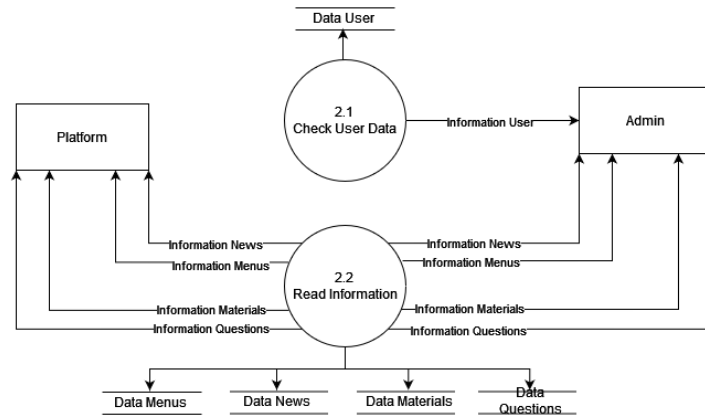 Data User
2.1
Check User Data
Information User
Admin
Platform
Information News
Information News
Information Menus
Information Menus
2.2
Read Information
Information Materials
Information Materials
Information Questions
Information Questions
Data Menus
Data News
Data Materials
Data
Questions